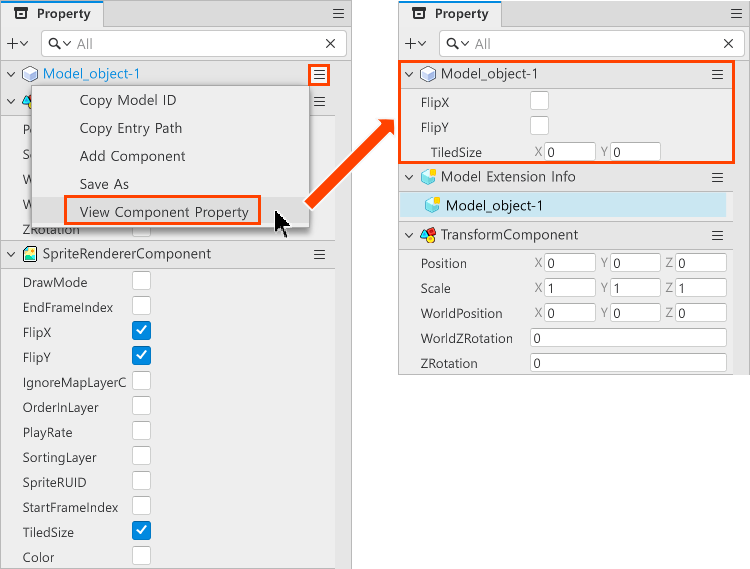 Property
All
Model_object-1
Copy Model ID
Copy Entry Path
Add Component
Save As
View Component Property
ZRotation
SpriteRendererComponent
DrawMode
EndFrameIndex
FlipX
FlipY
IgnoreMapLayerC
OrderInLayer
PlayRate
SortingLayer
SpriteRUID
StartFrameIndex
TiledSize
Color
Property
All
Model_object-1
FlipX
FlipY
TiledSize X 0 Y 0
Model Extension Info
Model_object-1
TransformComponent
Position X 0 Y 0 Z 0
Scale X 1 Y 1 Z 1
WorldPosition X 0 Y 0 Z 0
WorldZRotation 0
ZRotation 0